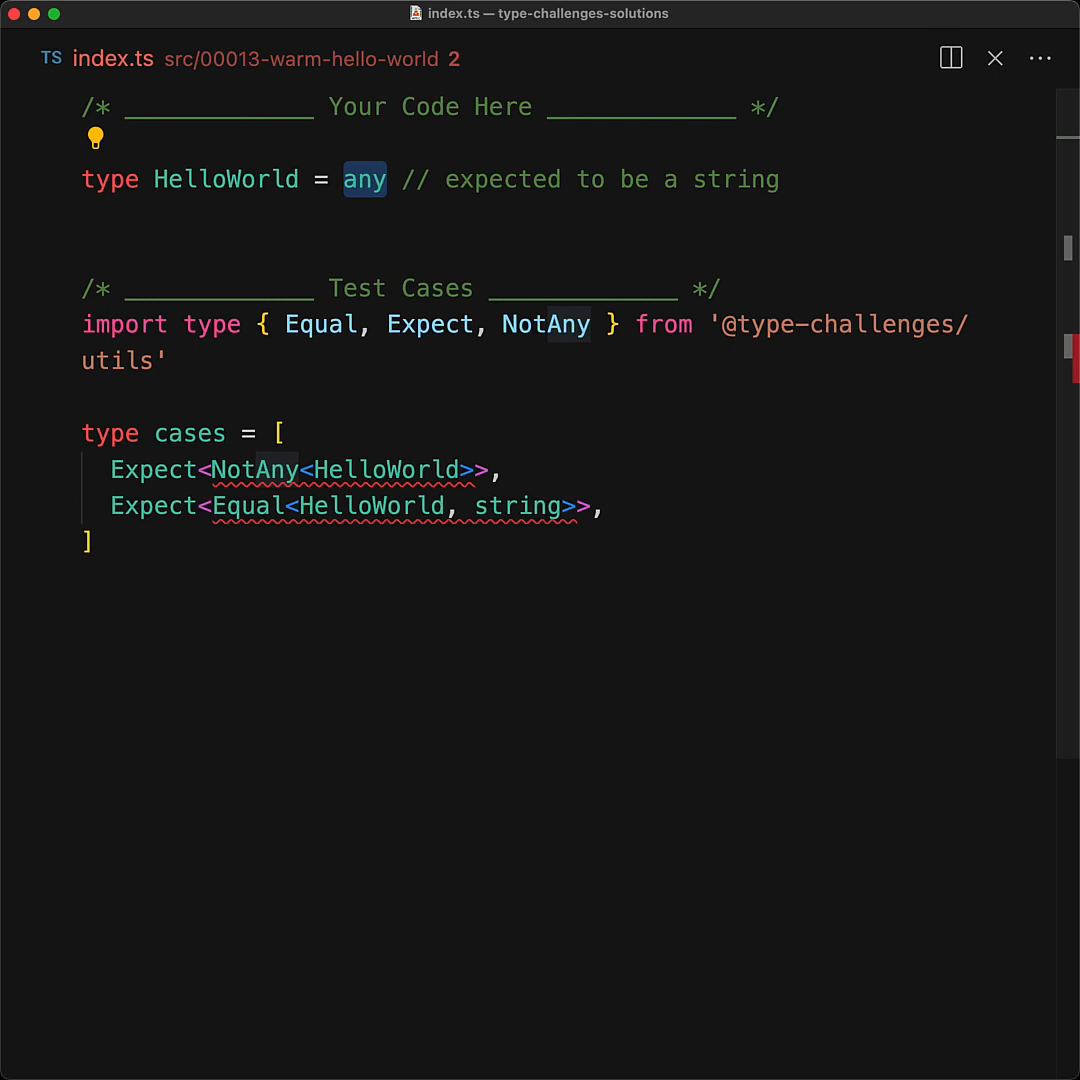 index.ts — type-challenges-solutions
TS index.ts src/00013-warm-hello-world 2
/* _____________ Your Code Here _____________ */
type HelloWorld = any // expected to be a string
/* _____________ Test Cases _____________ */
import type { Equal, Expect, NotAny } from '@type-challenges/
utils'
type cases = [
Expect<NotAny<HelloWorld>>,
Expect<Equal<HelloWorld, string>>,
]